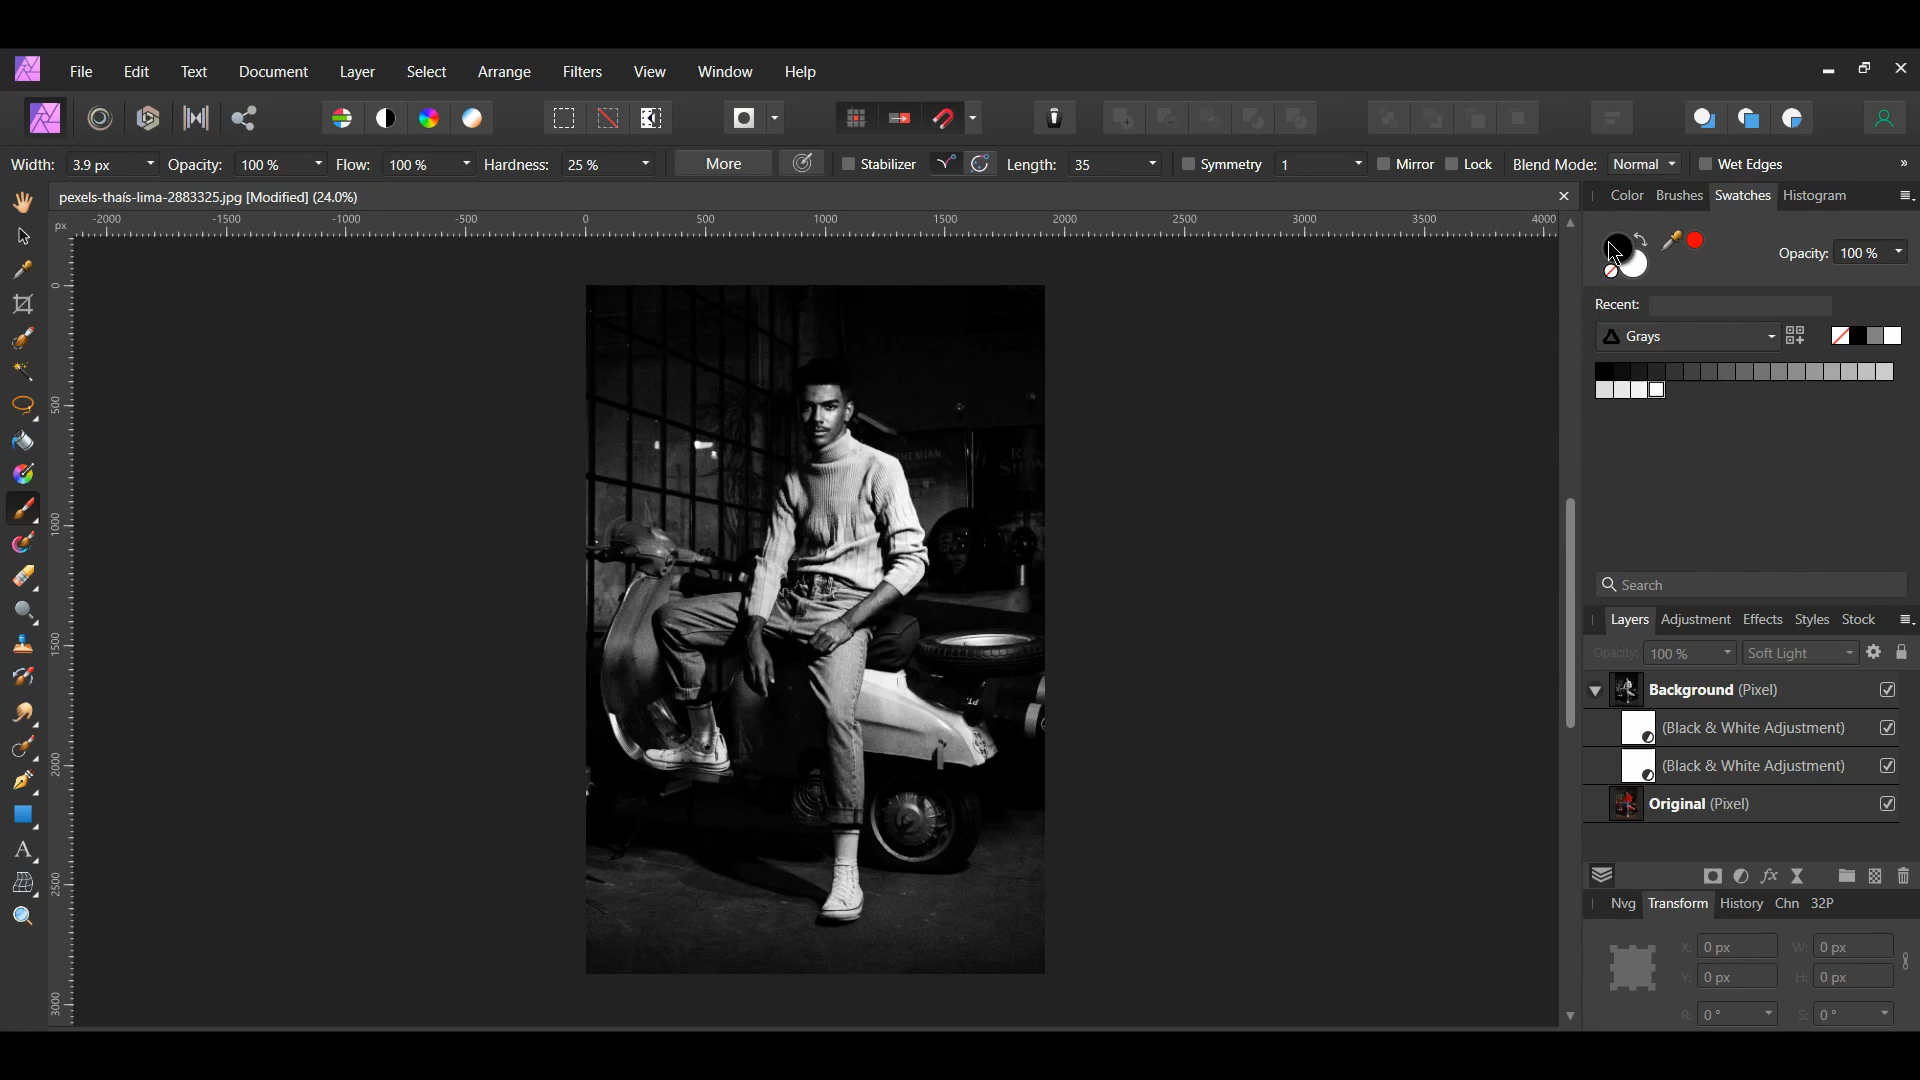 File Edit Text Document Layer Select Arrange Filters View Window Help
Width: 3.9 px Opacity: 100 % Flow: 100 % Hardness: 25 % More Stabilizer Length: 35 Symmetry 1 Mirror Lock Blend Mode: Normal Wet Edges »
pexels-thaís-lima-2883325.jpg [Modified] (24.0%)
Color Brushes Swatches Histogram
px -2000 -1500 -1000 -500 0 500 1000 1500 2000 2500 3000 3500 4000
Opacity: 100 %
0
Recent:
Grays
500
1000
Search
Layers Adjustment Effects Styles Stock
1500
Opacity: 100 % Soft Light
Background (Pixel)
(Black & White Adjustment)
2000
(Black & White Adjustment)
Original (Pixel)
2500
fx
Nvg Transform History Chn 32P
X: 0 px W: 0 px
Y: 0 px H: 0 px
3000
R: 0 ° S: 0 °
A